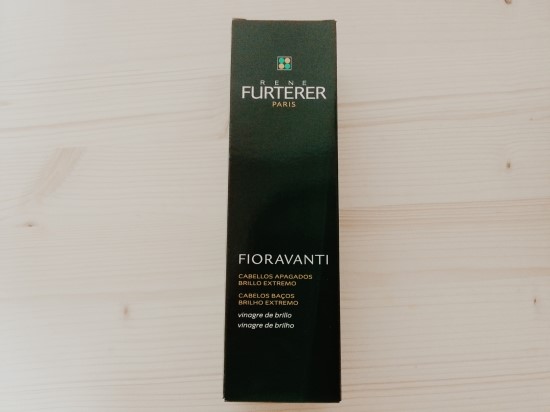 RENE
FURTERER
PARIS
FIORAVANTI
CABELLOS APAGADOS
BRILLO EXTREMO
CABELOS BAÇOS
BRILHO EXTREMO
vinagre de brillo
vinagre de brilho